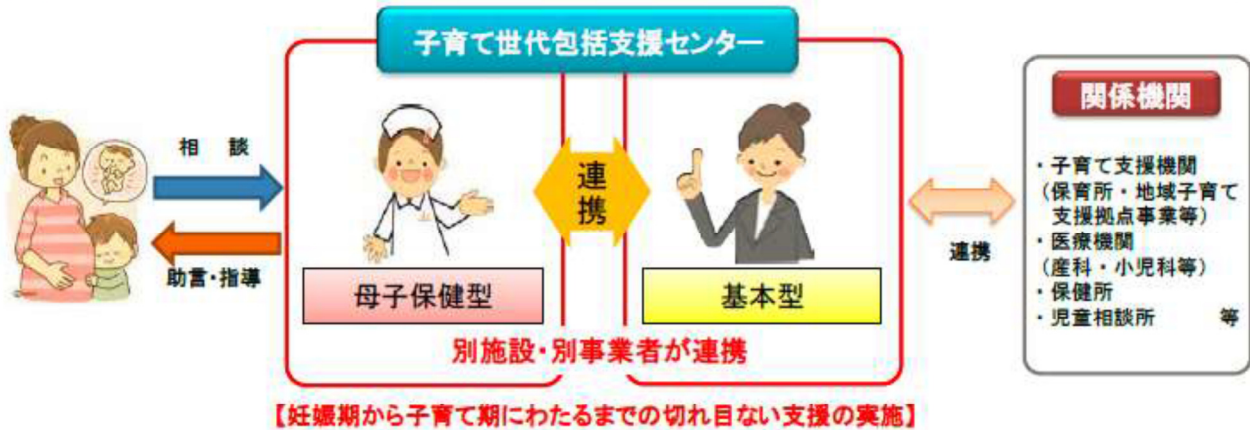 子育て世代包括支援センター
相 談
助言・指導
母子保健型
連携
基本型
別施設・別事業者が連携
連携
関係機関
・子育て支援機関
(保育所・地域子育て
支援拠点事業等)
・医療機関
(産科・小児科等)
・保健所
・児童相談所 等
【妊娠期から子育て期にわたるまでの切れ目ない支援の実施】